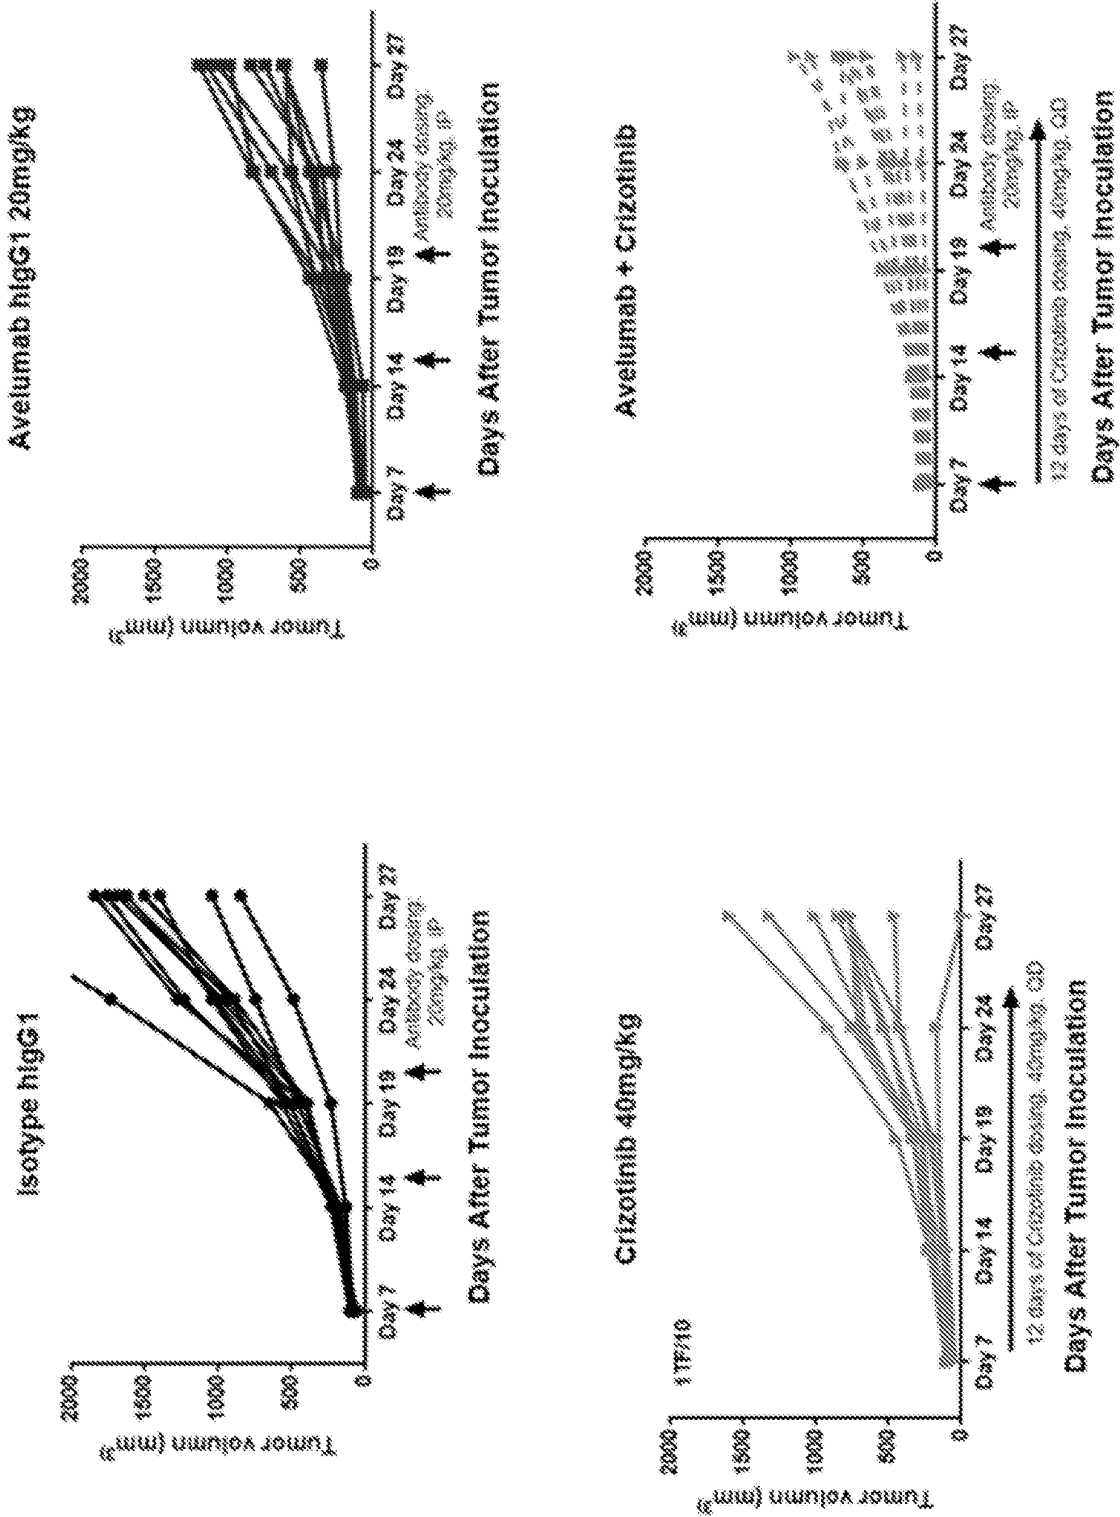 Isotype hIgG1
Tumor volumn (mm3)
2000
1500
1000
500
0
Day 7
Day 14
Day 19
Day 24
Day 27
Antibody dosing:
20mg/kg, IP
Days After Tumor Inoculation
Avelumab hIgG1 20mg/kg
Tumor volumn (mm3)
2000
1500
1000
500
0
Day 7
Day 14
Day 19
Day 24
Day 27
Antibody dosing:
20mg/kg, IP
Days After Tumor Inoculation
Crizotinib 40mg/kg
1TF/10
Tumor volumn (mm3)
2000
1500
1000
500
0
Day 7
Day 14
Day 19
Day 24
Day 27
12 days of Crizotinib dosing, 40mg/kg, QD
Days After Tumor Inoculation
Avelumab + Crizotinib
Tumor volumn (mm3)
2000
1500
1000
500
0
Day 7
Day 14
Day 19
Day 24
Day 27
Antibody dosing:
20mg/kg, IP
12 days of Crizotinib dosing, 40mg/kg, QD
Days After Tumor Inoculation